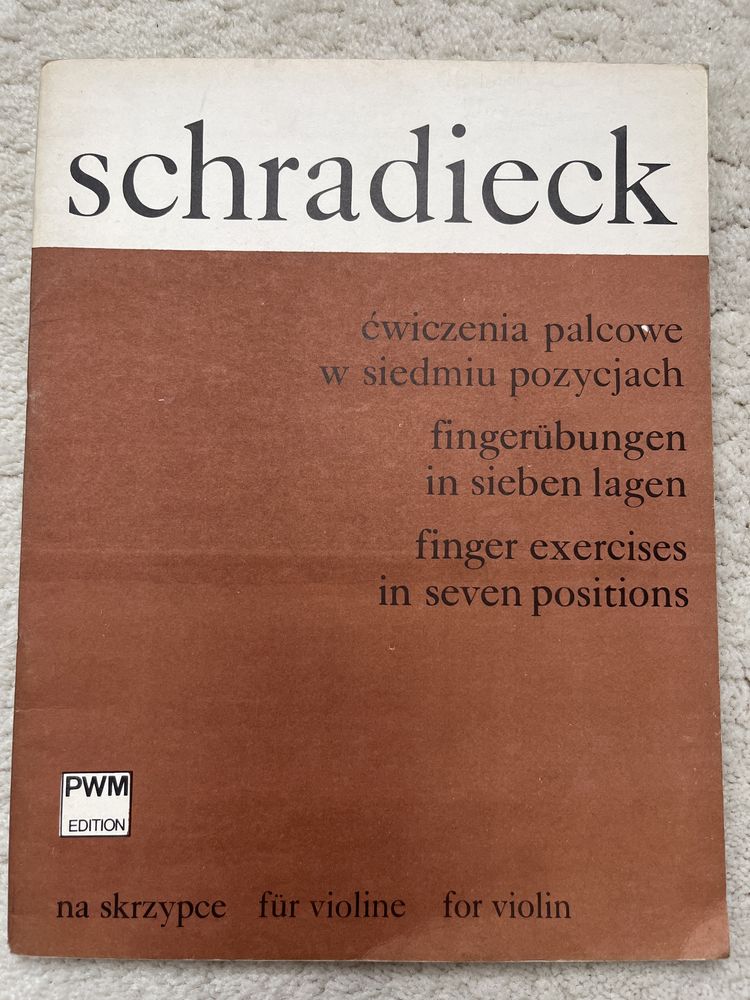 schradieck
ćwiczenia palcowe
w siedmiu pozycjach
fingerübungen
in sieben lagen
finger exercises
in seven positions
PWM
EDITION
na skrzypce für violine for violin